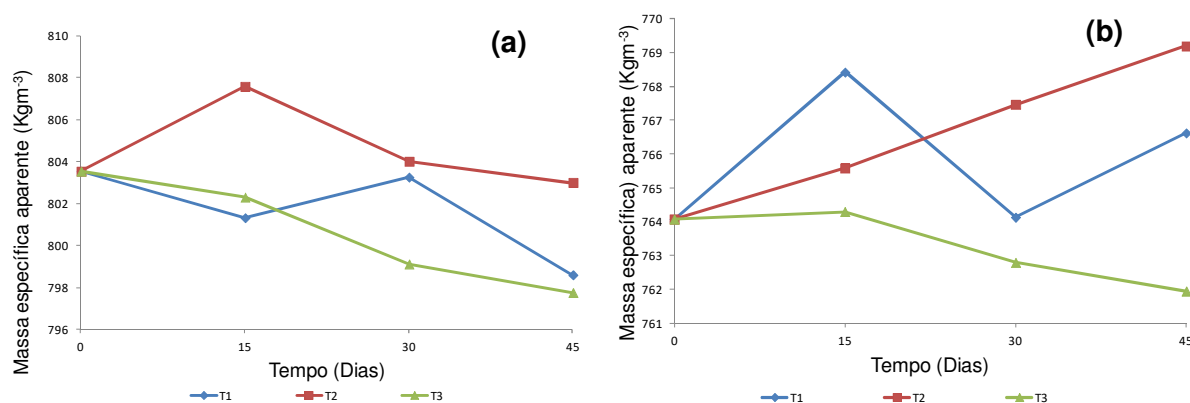 (a)
Massa específica aparente (Kgm-3)
810
808
806
804
802
800
798
796
0
15
30
45
Tempo (Dias)
T1
T2
T3
(b)
Massa específica) aparente (Kgm-3)
770
769
768
767
766
765
764
763
762
761
0
15
30
45
Tempo (Dias)
T1
T2
T3